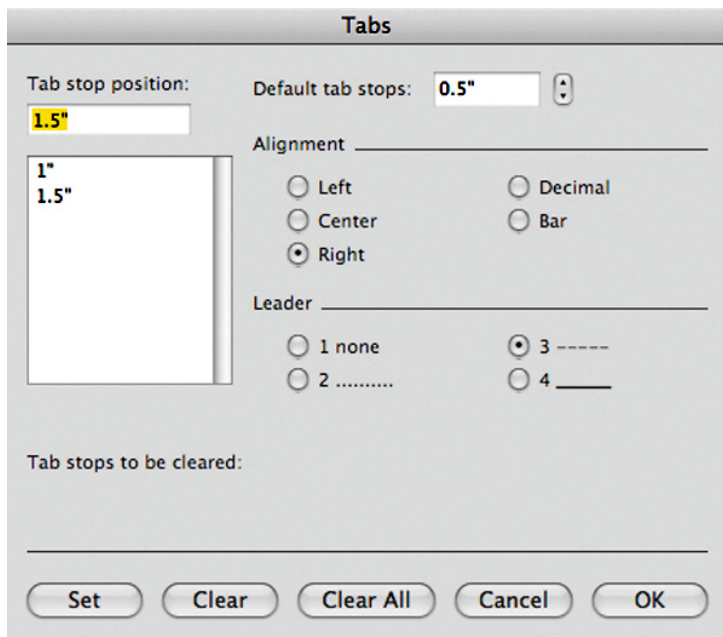 Tabs
Tab stop position:
1.5"
1"
1.5"
Default tab stops: 0.5"
Alignment
Left
Decimal
Center
Bar
Right
Leader
1 none
3 -----
2 ..........
4 _____
Tab stops to be cleared:
Set Clear Clear All Cancel OK